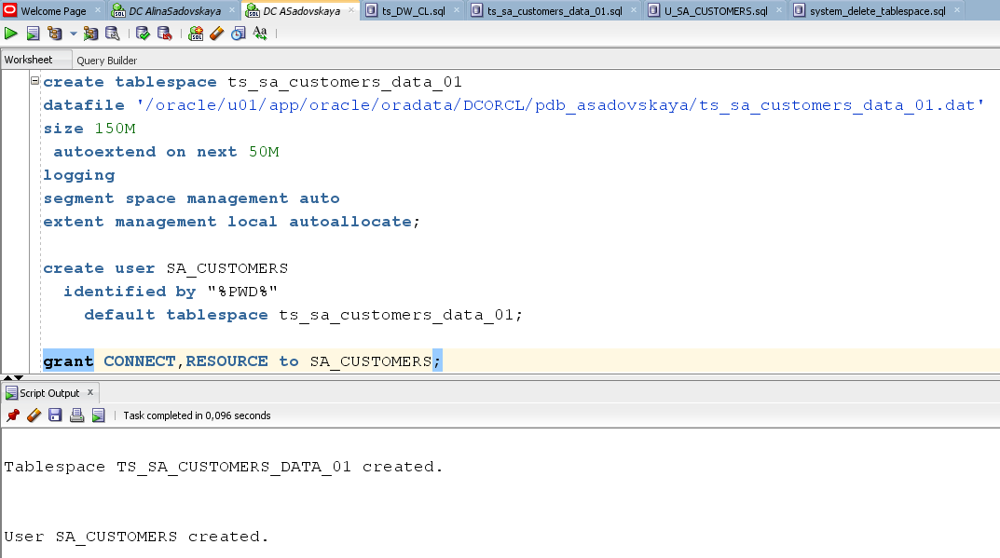 Welcome Page
DC AlinaSadovskaya
DC ASadovskaya
ts_DW_CL.sql
ts_sa_customers_data_01.sql
U_SA_CUSTOMERS.sql
system_delete_tablespace.sql
Worksheet
Query Builder
create tablespace ts_sa_customers_data_01
datafile '/oracle/u01/app/oracle/oradata/DCORCL/pdb_asadovskaya/ts_sa_customers_data_01.dat'
size 150M
autoextend on next 50M
logging
segment space management auto
extent management local autoallocate;
create user SA_CUSTOMERS
identified by "%PWD%"
default tablespace ts_sa_customers_data_01;
grant CONNECT,RESOURCE to SA_CUSTOMERS;
Script Output
Task completed in 0,096 seconds
Tablespace TS_SA_CUSTOMERS_DATA_01 created.
User SA_CUSTOMERS created.